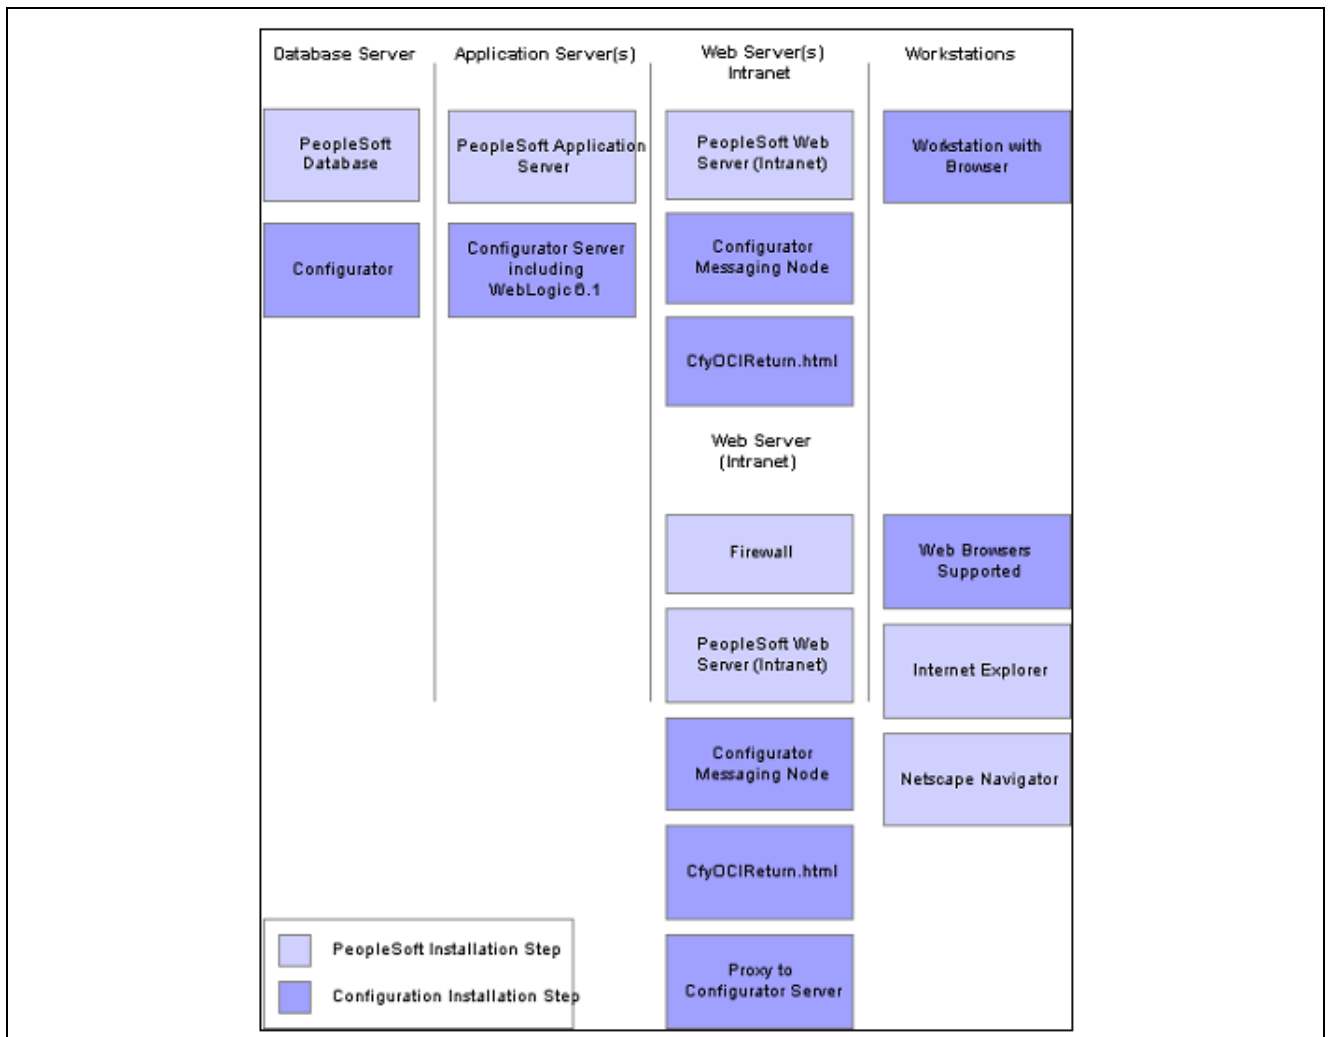 Database Server
Application Server(s)
Web Server(s)
Intranet
Workstations
PeopleSoft
Database
PeopleSoft Application
Server
PeopleSoft Web
Server (Intranet)
Workstation with
Browser
Configurator
Configurator Server
including
WebLogic 6.1
Configurator
Messaging Node
CfyOCIReturn.html
Web Server
(Intranet)
Firewall
Web Browsers
Supported
PeopleSoft Web
Server (Intranet)
Internet Explorer
Configurator
Messaging Node
Netscape Navigator
CfyOCIReturn.html
Proxy to
Configurator Server
PeopleSoft Installation Step
Configuration Installation Step